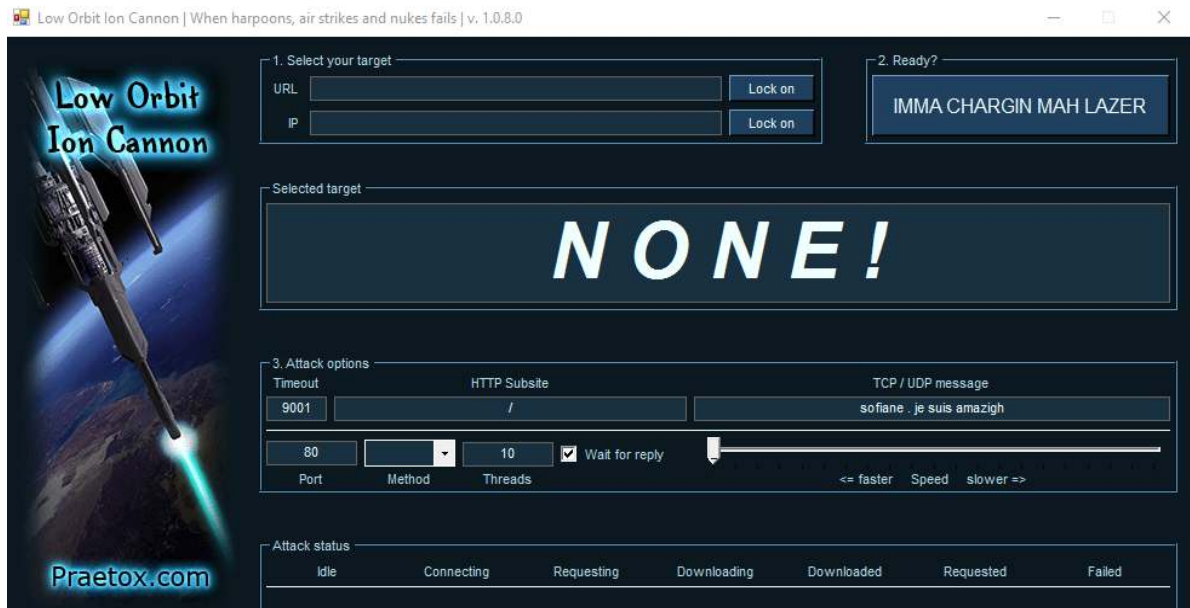 Low Orbit Ion Cannon | When harpoons, air strikes and nukes fails | v. 1.0.8.0
Low Orbit
Ion Cannon
Praetox.com
1. Select your target
URL
Lock on
IP
Lock on
2. Ready?
IMMA CHARGIN MAH LAZER
Selected target
NONE!
3. Attack options
Timeout HTTP Subsite TCP / UDP message
9001 / sofiane . je suis amazigh
80 10 Wait for reply
Port Method Threads <= faster Speed slower =>
Attack status
Idle Connecting Requesting Downloading Downloaded Requested Failed